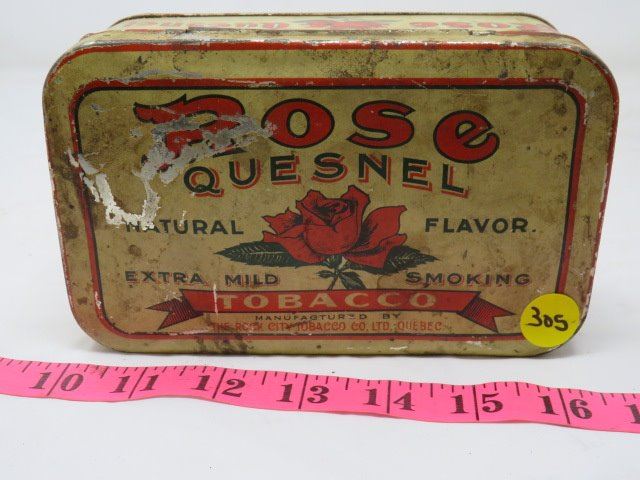 Rose
QUESNEL
NATURAL FLAVOR.
EXTRA MILD SMOKING
TOBACCO
MANUFACTURED BY
THE ROCK CITY TOBACCO CO, LTD, QUEBEC
305
10 11 12 13 14 15 16